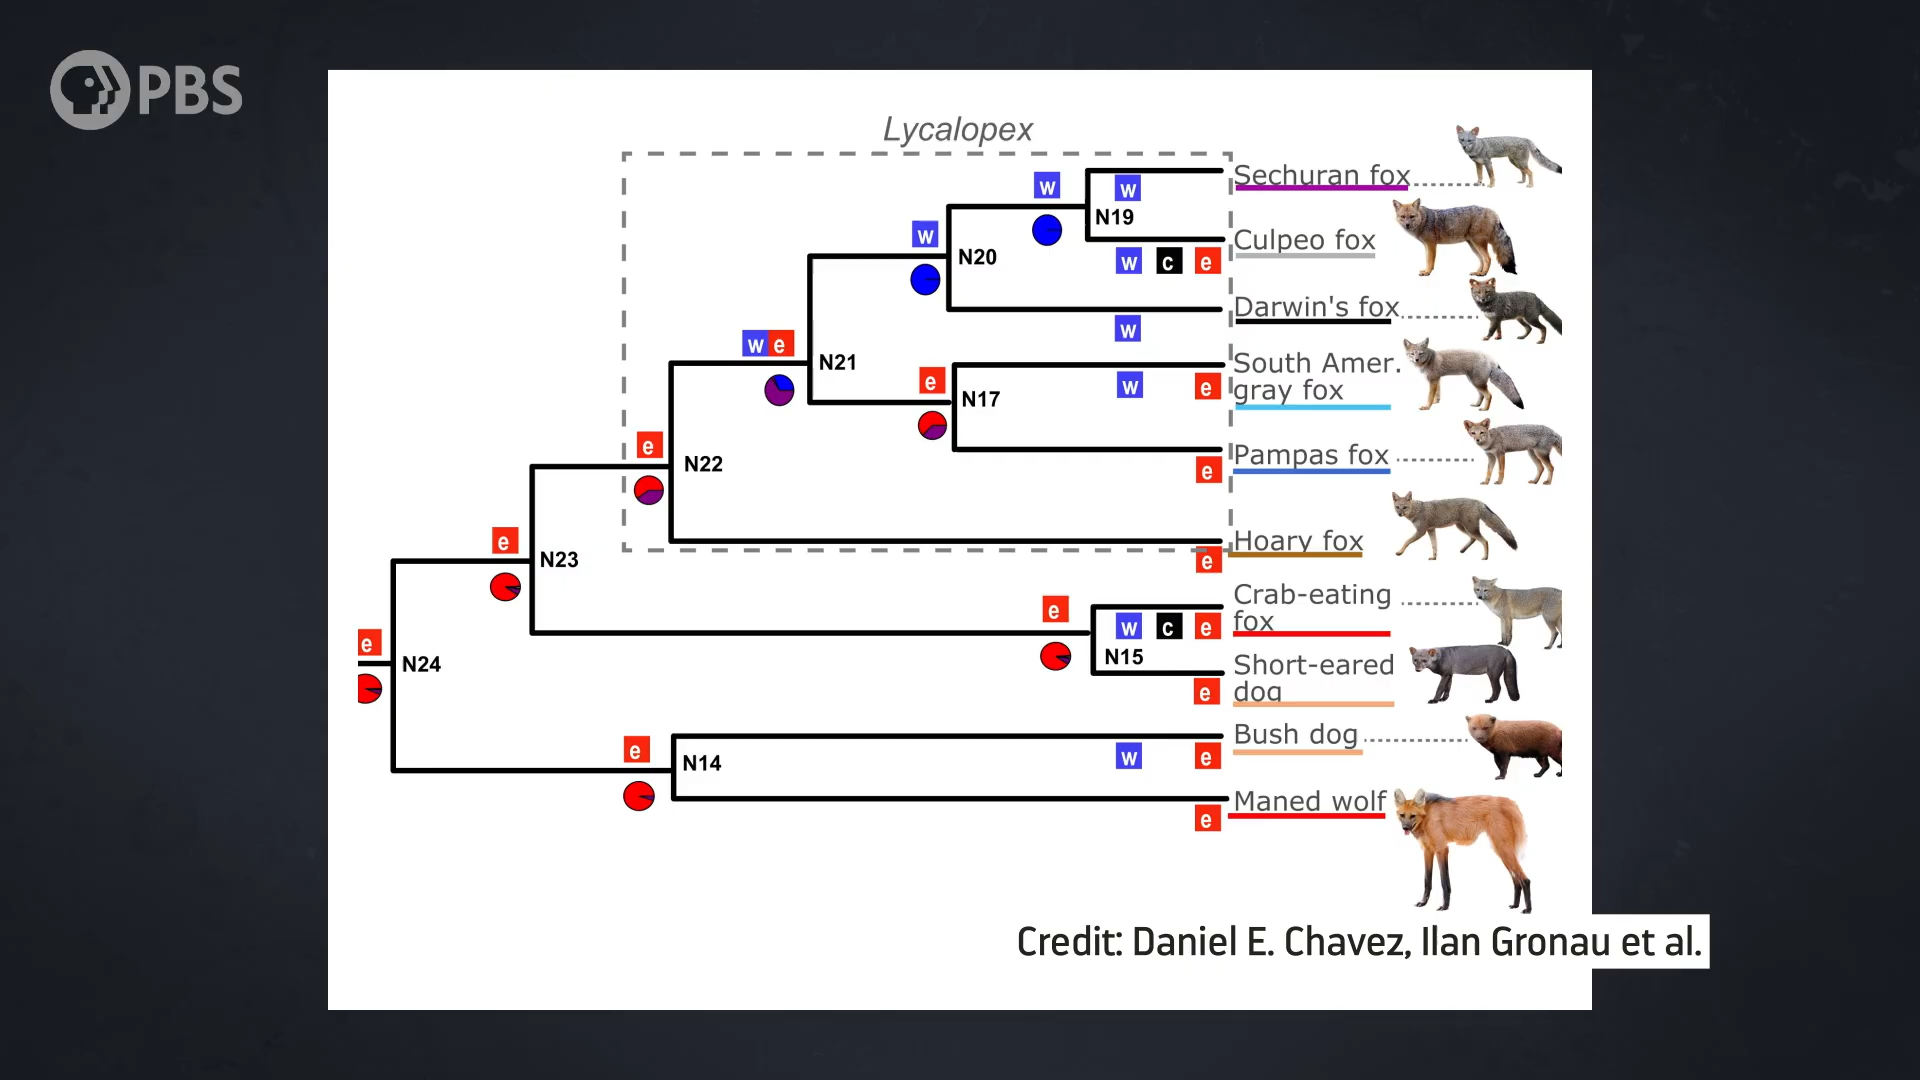 PBS
Lycalopex
Sechuran fox
w
w
N19
Culpeo fox
w
N20
w c e
Darwin's fox
w
w e
N21
South Amer.
gray fox
e
w e
N17
Pampas fox
e
N22
e
Hoary fox
e
N23
e
Crab-eating
fox
e
w c e
N15
Short-eared
dog
e
e
N24
Bush dog
e
w e
N14
Maned wolf
e
Credit: Daniel E. Chavez, Ilan Gronau et al.